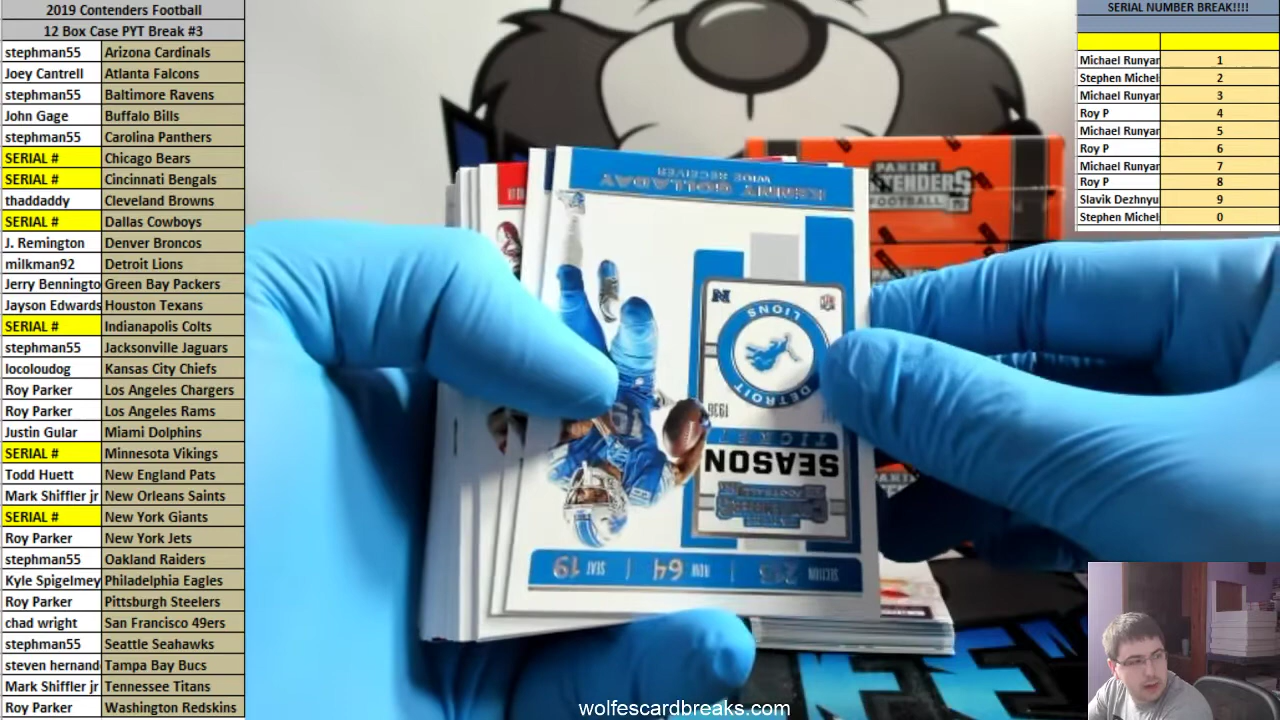 2019 Contenders Football
12 Box Case PYT Break #3
stephman55 Arizona Cardinals
Joey Cantrell Atlanta Falcons
stephman55 Baltimore Ravens
John Gage Buffalo Bills
stephman55 Carolina Panthers
SERIAL # Chicago Bears
SERIAL # Cincinnati Bengals
thaddaddy Cleveland Browns
SERIAL # Dallas Cowboys
J. Remington Denver Broncos
milkman92 Detroit Lions
Jerry Benningto Green Bay Packers
Jayson Edwards Houston Texans
SERIAL # Indianapolis Colts
stephman55 Jacksonville Jaguars
locoloudog Kansas City Chiefs
Roy Parker Los Angeles Chargers
Roy Parker Los Angeles Rams
Justin Gular Miami Dolphins
SERIAL # Minnesota Vikings
Todd Huett New England Pats
Mark Shiffler jr New Orleans Saints
SERIAL # New York Giants
Roy Parker New York Jets
stephman55 Oakland Raiders
Kyle Spigelmey Philadelphia Eagles
Roy Parker Pittsburgh Steelers
chad wright San Francisco 49ers
stephman55 Seattle Seahawks
steven hernand Tampa Bay Bucs
Mark Shiffler jr Tennessee Titans
Roy Parker Washington Redskins
SERIAL NUMBER BREAK!!!!
Michael Runyar 1
Stephen Michel 2
Michael Runyar 3
Roy P 4
Michael Runyar 5
Roy P 6
Michael Runyar 7
Roy P 8
Slavik Dezhnyu 9
Stephen Michel 0
KENNY GOLLADAY
WIDE RECEIVER
DETROIT
LIONS
N
1936
SEASON
TICKET
SECTION ROW 64 SEAT 19
19
PANINI
FOOTBALL
wolfescardbreaks.com